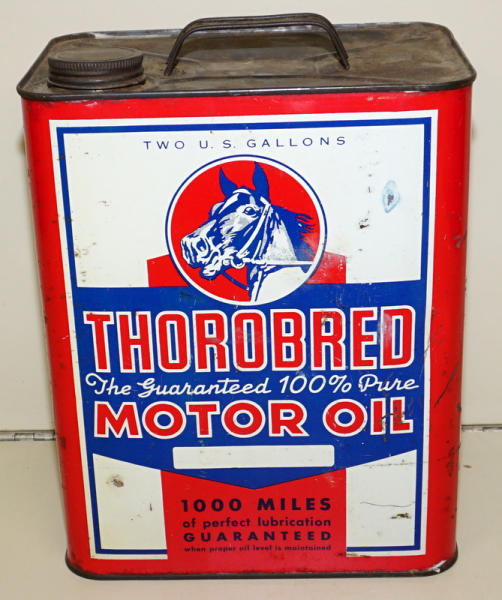 TWO U.S. GALLONS
THOROBRED
The Guaranteed 100% Pure
MOTOR OIL
1000 MILES
of perfect lubrication
GUARANTEED
when proper oil level is maintained